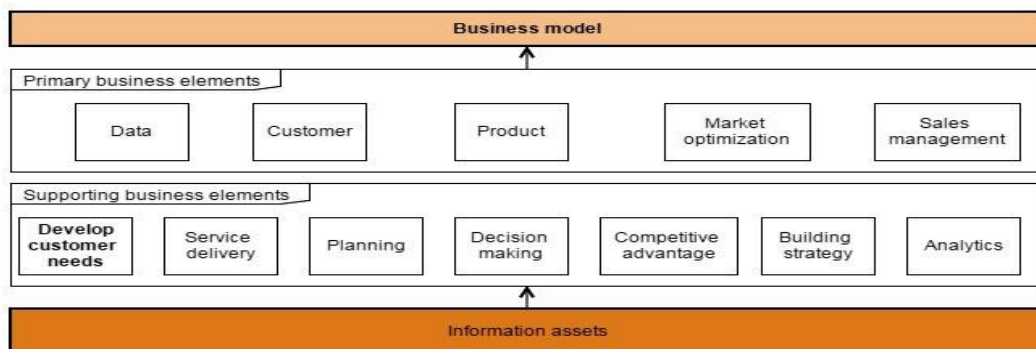 Business model
Primary business elements
Data
Customer
Product
Market
optimization
Sales
management
Supporting business elements
Develop
customer
needs
Service
delivery
Planning
Decision
making
Competitive
advantage
Building
strategy
Analytics
Information assets